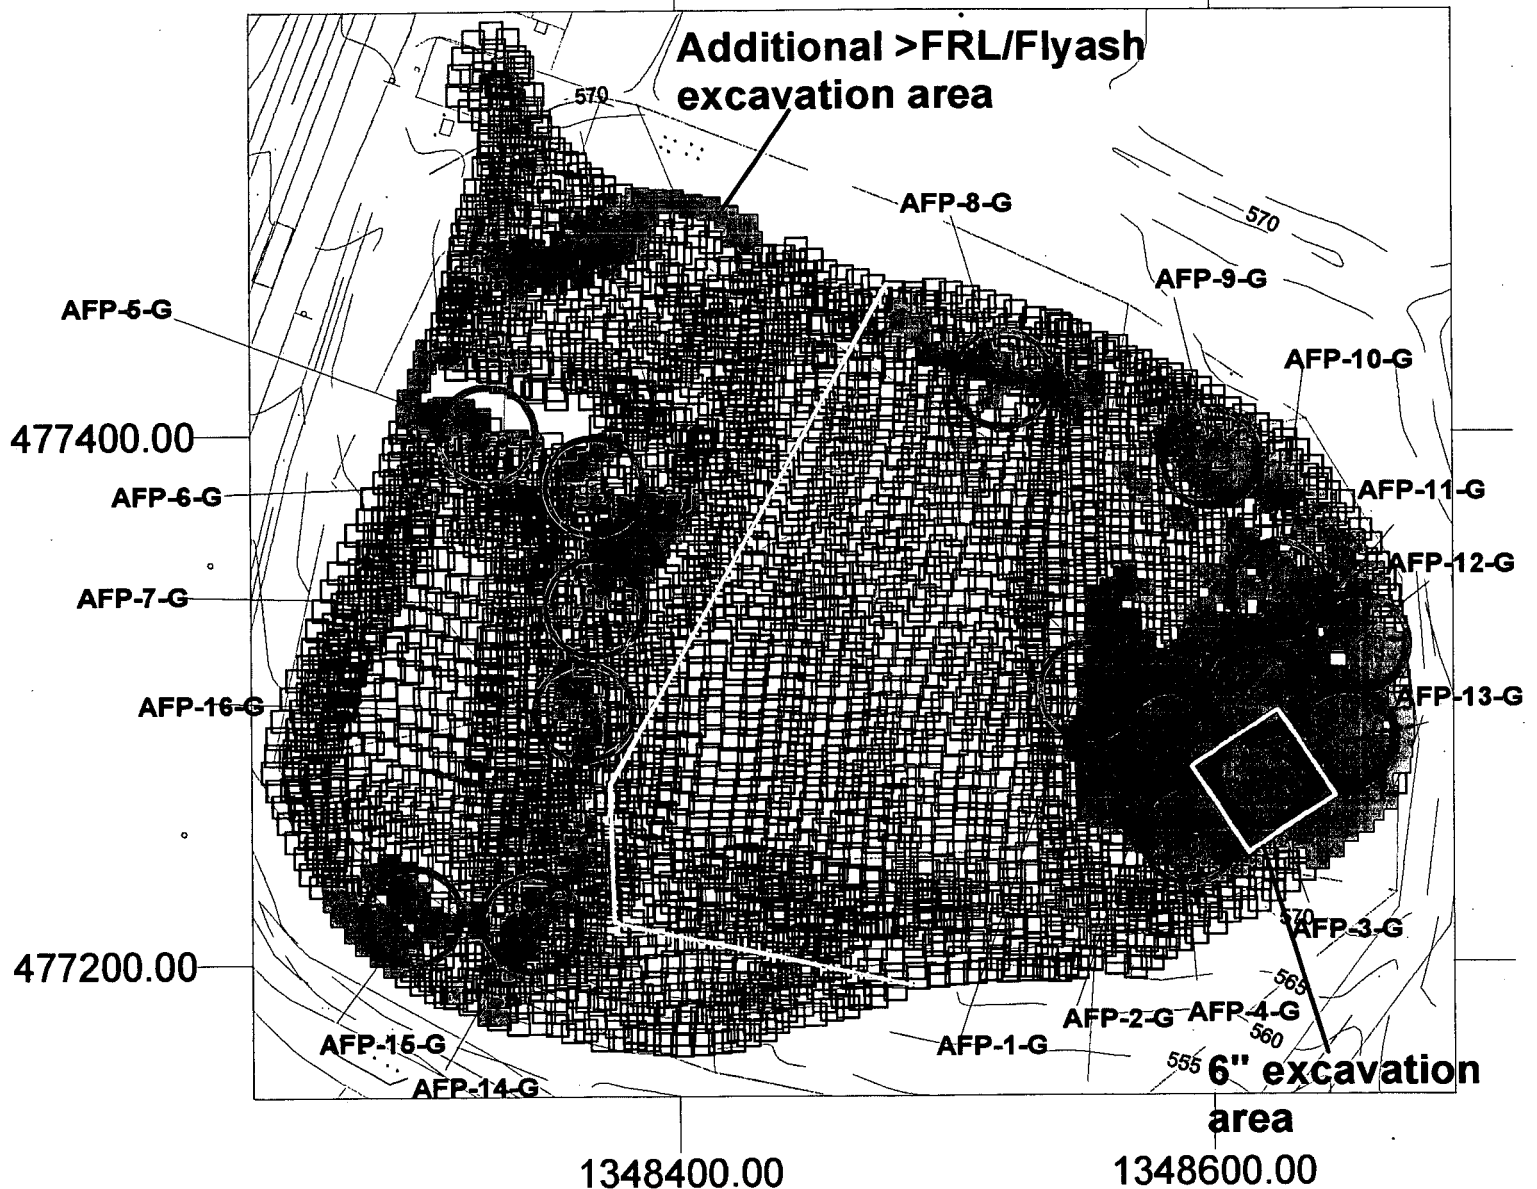 Additional >FRL/Flyash
excavation area
570
AFP-8-G
570
AFP-9-G
AFP-5-G
AFP-10-G
477400.00
AFP-6-G
AFP-11-G
AFP-12-G
AFP-7-G
AFP-16-G
AFP-13-G
570
AFP-3-G
477200.00
565
AFP-2-G
AFP-4-G
560
AFP-15-G
AFP-1-G
555
6" excavation
area
AFP-14-G
1348400.00
1348600.00